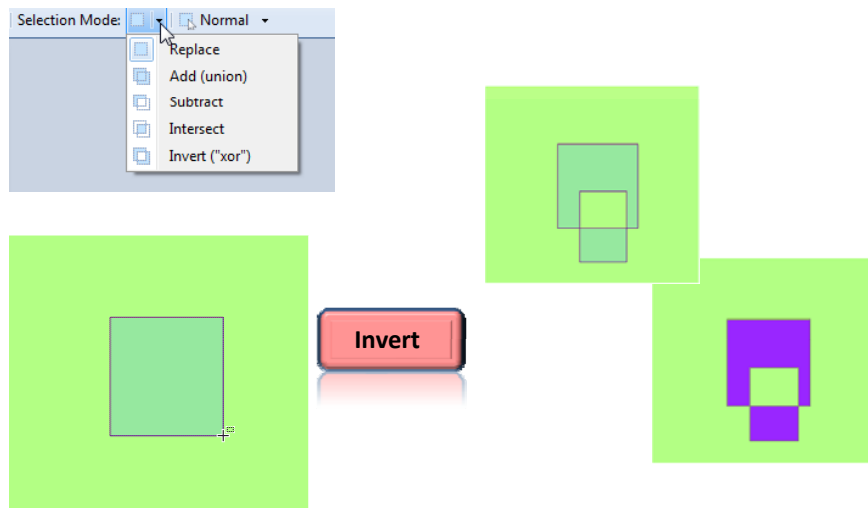 Selection Mode:
Normal
Replace
Add (union)
Subtract
Intersect
Invert ("xor")
Invert